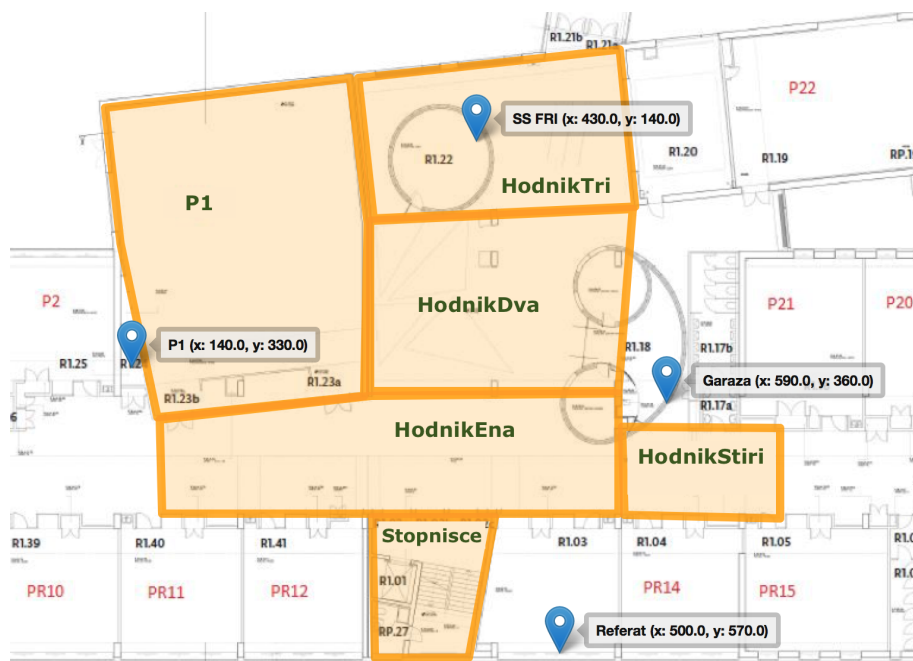 R1.21b
R1.21a
P22
SS FRI (x: 430.0, y: 140.0)
R1.22
R1.20
R1.19
HodnikTri
P1
P2
HodnikDva
P21
P20
P1 (x: 140.0, y: 330.0)
R1.18
R1.17b
R1.25
R1.23a
Garaza (x: 590.0, y: 360.0)
R1.23b
R1.17a
HodnikEna
HodnikStiri
Stopnisce
R1.39
R1.40
R1.41
R1.03
R1.04
R1.05
R1.01
PR10
PR11
PR12
PR14
PR15
RP.27
Referat (x: 500.0, y: 570.0)